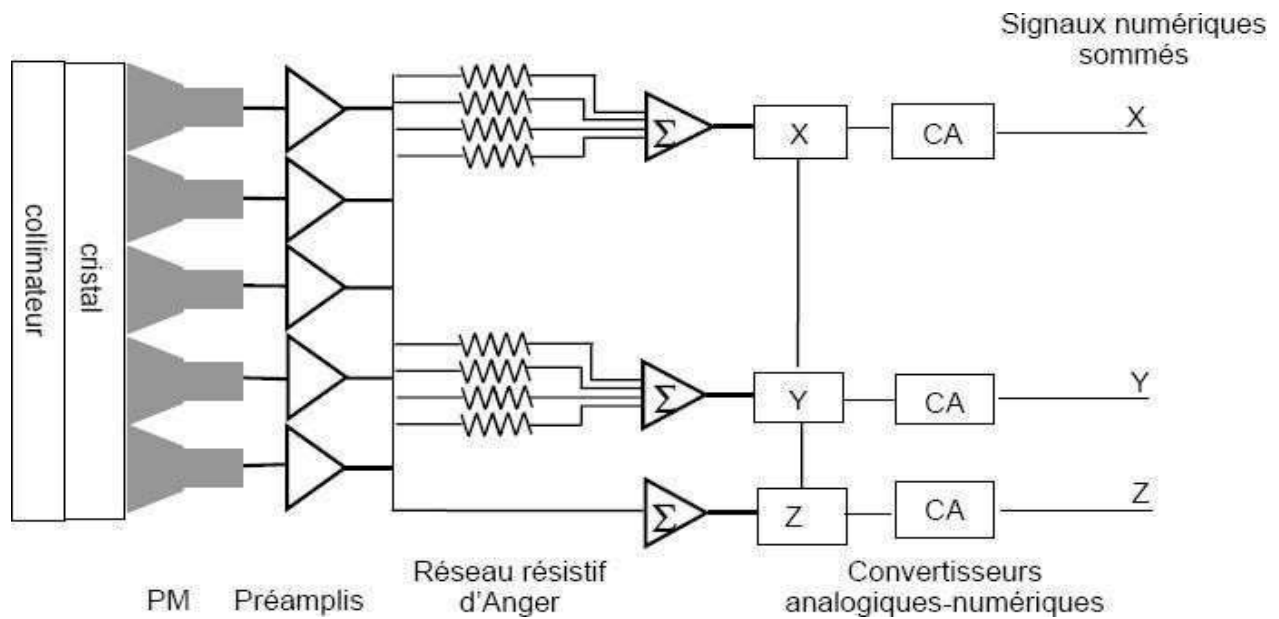 Signaux numériques
sommés
collimateur
cristal
Σ
X
CA
X
Σ
Y
CA
Y
Σ
Z
CA
Z
PM
Préamplis
Réseau résistif
d'Anger
Convertisseurs
analogiques-numériques